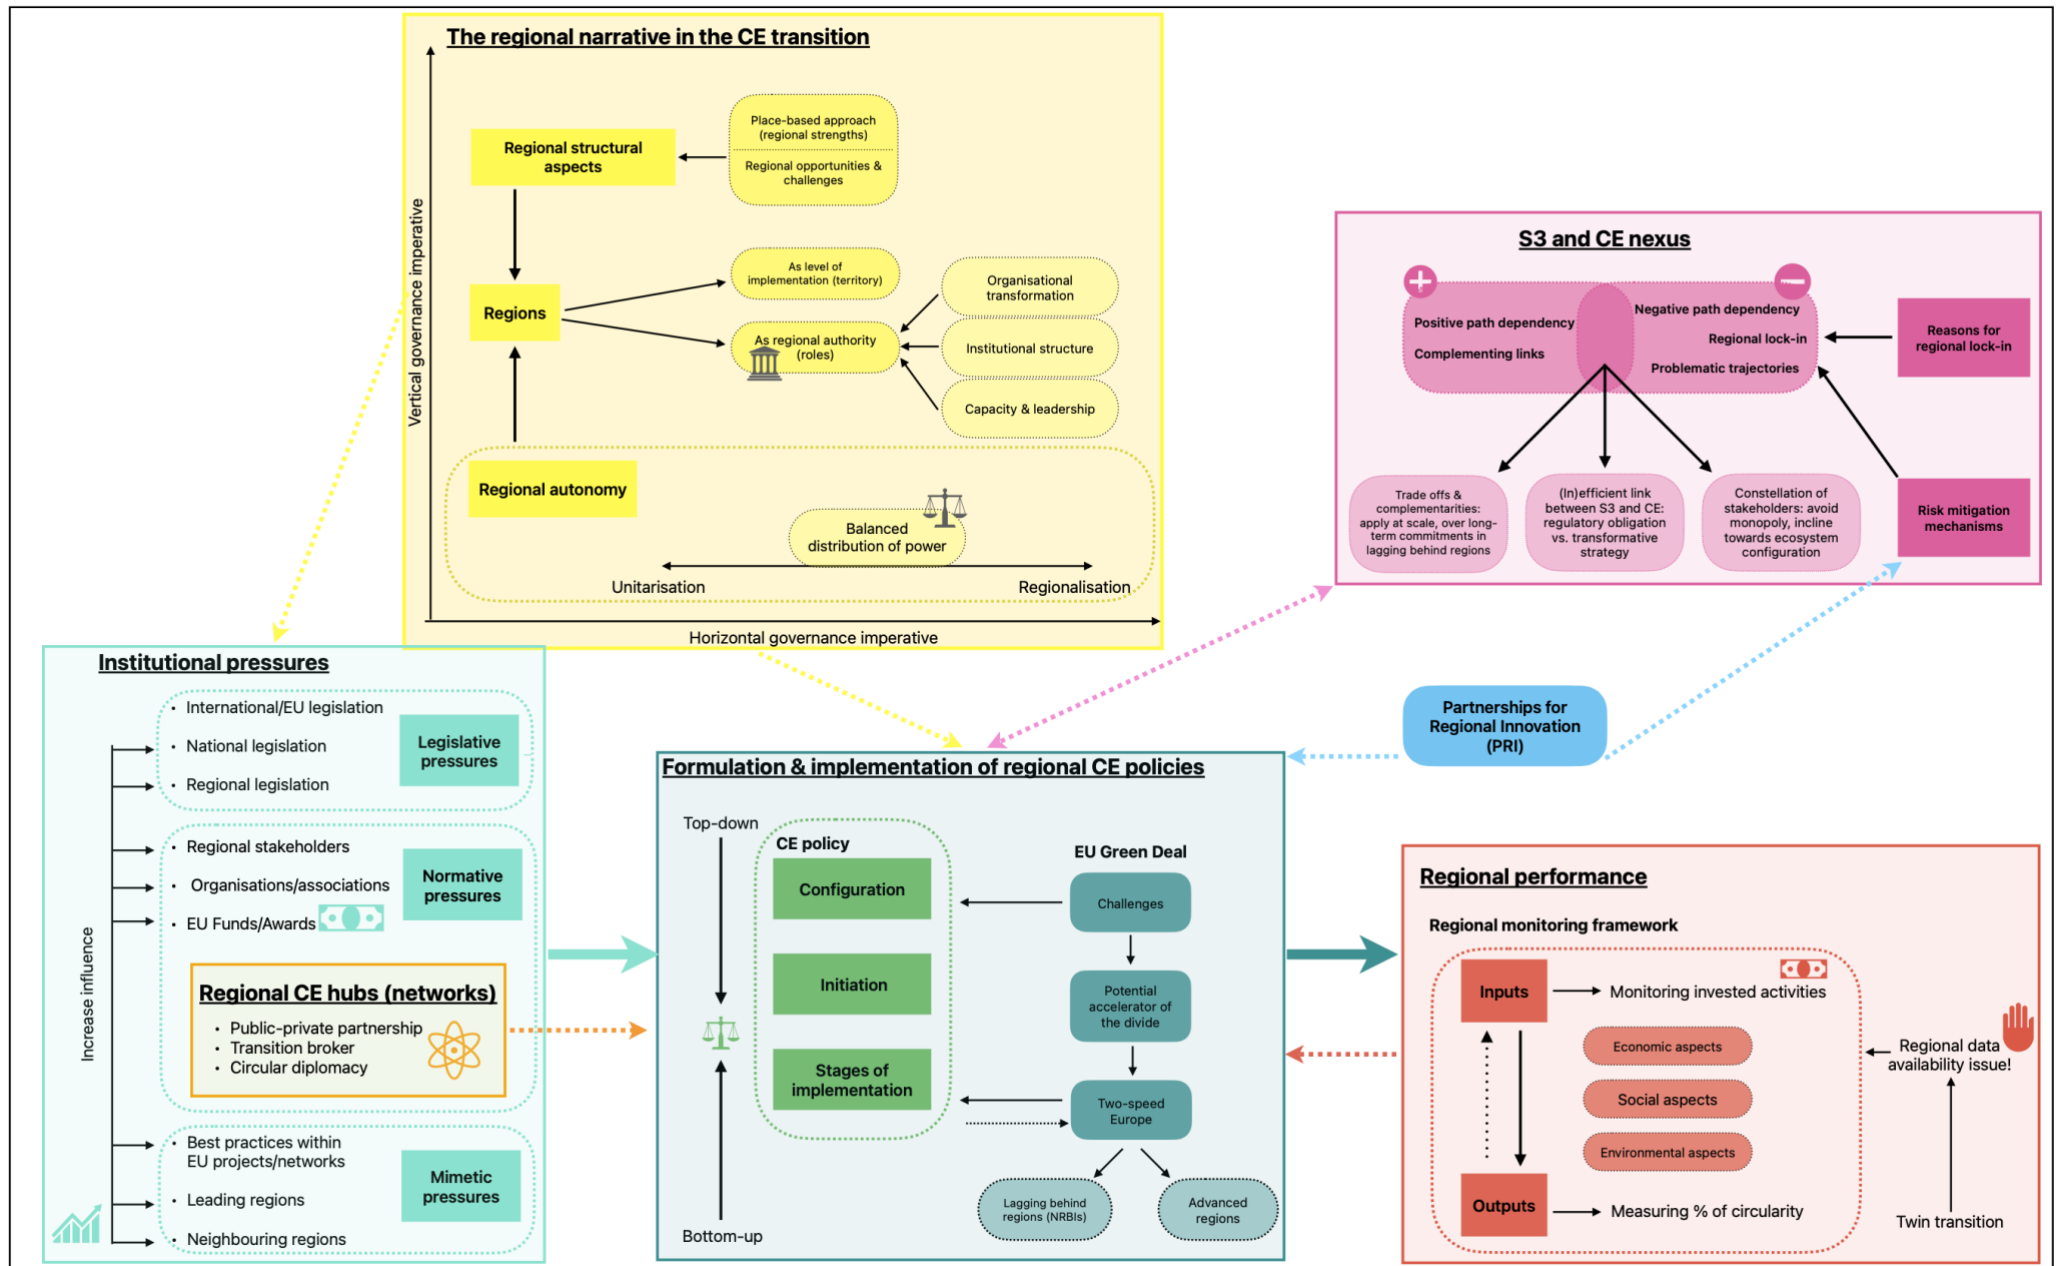 The regional narrative in the CE transition
Vertical governance imperative
Regional structural
aspects
Place-based approach
(regional strengths)
Regional opportunities &
challenges
Regions
As level of
implementation (territory)
As regional authority
(roles)
Organisational
transformation
Institutional structure
Capacity & leadership
Regional autonomy
Balanced
distribution of power
Unitarisation
Regionalisation
Horizontal governance imperative
S3 and CE nexus
Positive path dependency
Complementing links
Negative path dependency
Regional lock-in
Problematic trajectories
Reasons for
regional lock-in
Trade offs &
complementarities:
apply at scale, over long-
term commitments in
lagging behind regions
(In)efficient link
between S3 and CE:
regulatory obligation
vs. transformative
strategy
Constellation of
stakeholders: avoid
monopoly, incline
towards ecosystem
configuration
Risk mitigation
mechanisms
Partnerships for
Regional Innovation
(PRI)
Institutional pressures
Increase influence
• International/EU legislation
• National legislation
• Regional legislation
Legislative
pressures
• Regional stakeholders
• Organisations/associations
• EU Funds/Awards
Normative
pressures
Regional CE hubs (networks)
• Public-private partnership
• Transition broker
• Circular diplomacy
• Best practices within
EU projects/networks
• Leading regions
• Neighbouring regions
Mimetic
pressures
Formulation & implementation of regional CE policies
Top-down
Bottom-up
CE policy
Configuration
Initiation
Stages of
implementation
EU Green Deal
Challenges
Potential
accelerator of
the divide
Two-speed
Europe
Lagging behind
regions (NRBIs)
Advanced
regions
Regional performance
Regional monitoring framework
Inputs
Monitoring invested activities
Economic aspects
Social aspects
Environmental aspects
Outputs
Measuring % of circularity
Regional data
availability issue!
Twin transition